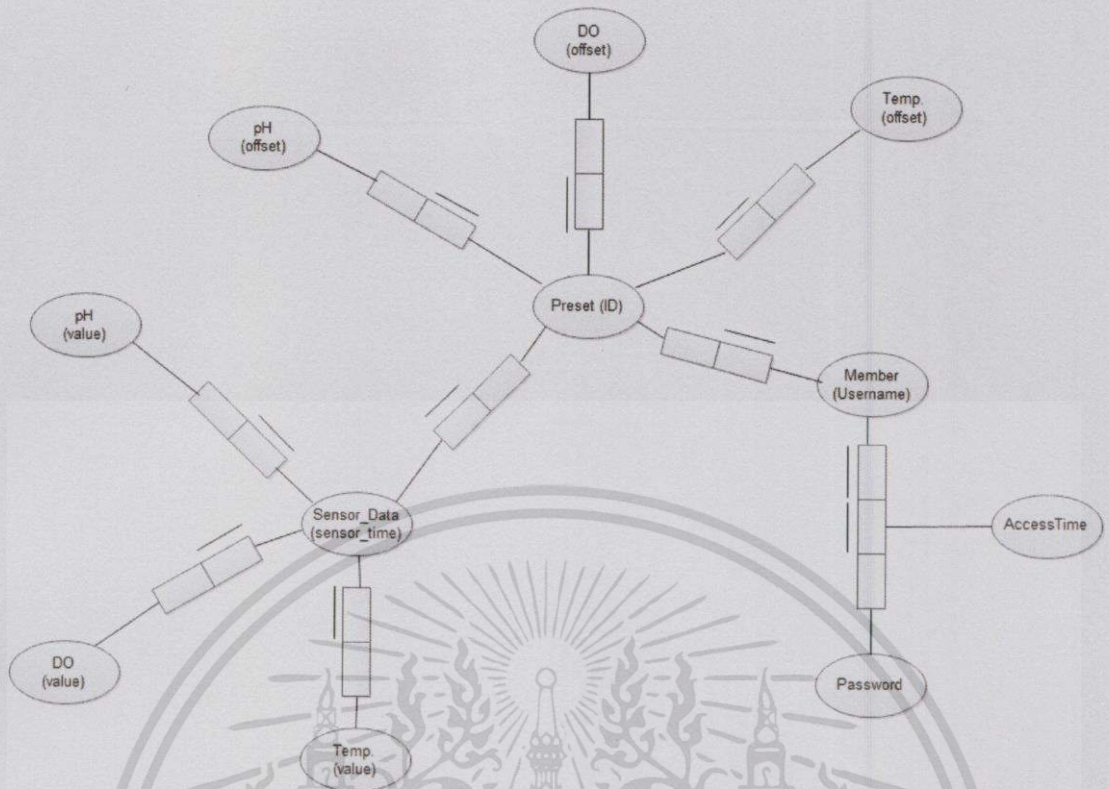 DO
(offset)
Temp.
(offset)
pH
(offset)
Preset (ID)
pH
(value)
Member
(Username)
Sensor_Data
(sensor_time)
AccessTime
DO
(value)
Password
Temp.
(value)